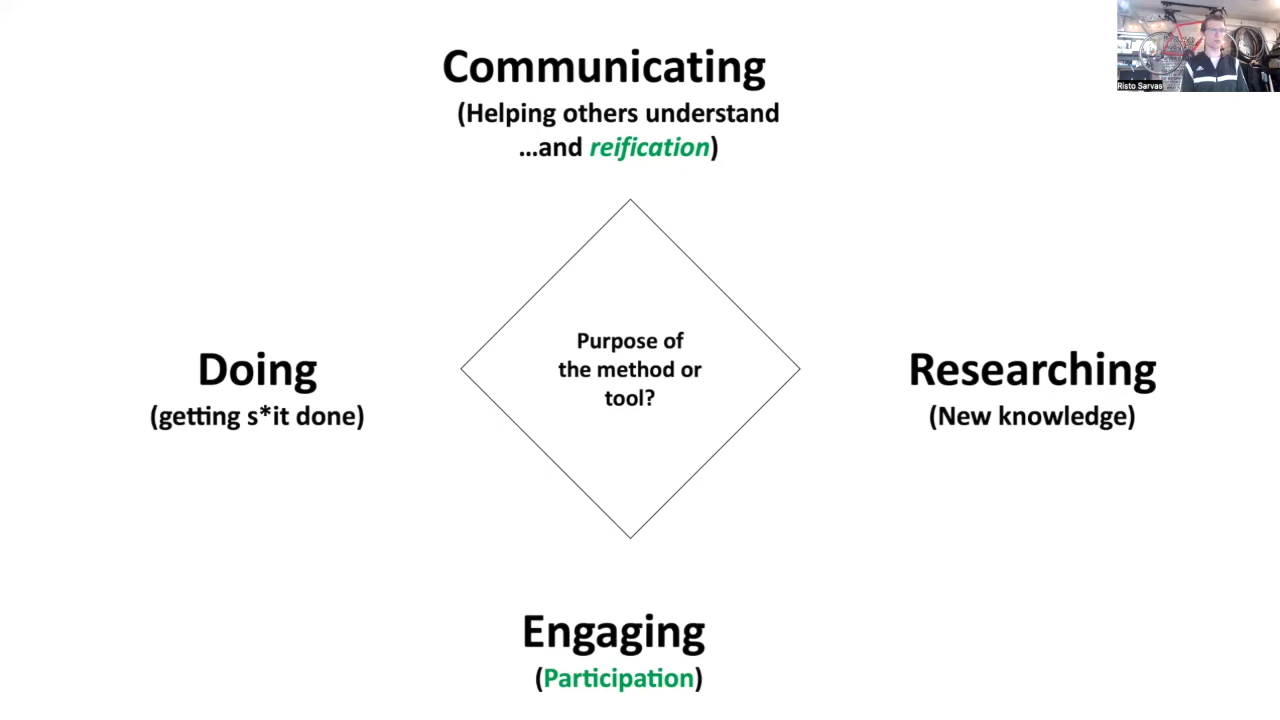 Communicating
(Helping others understand
...and reification)
Risto Sarvas
Purpose of
the method or
tool?
Doing
(getting s*it done)
Researching
(New knowledge)
Engaging
(Participation)